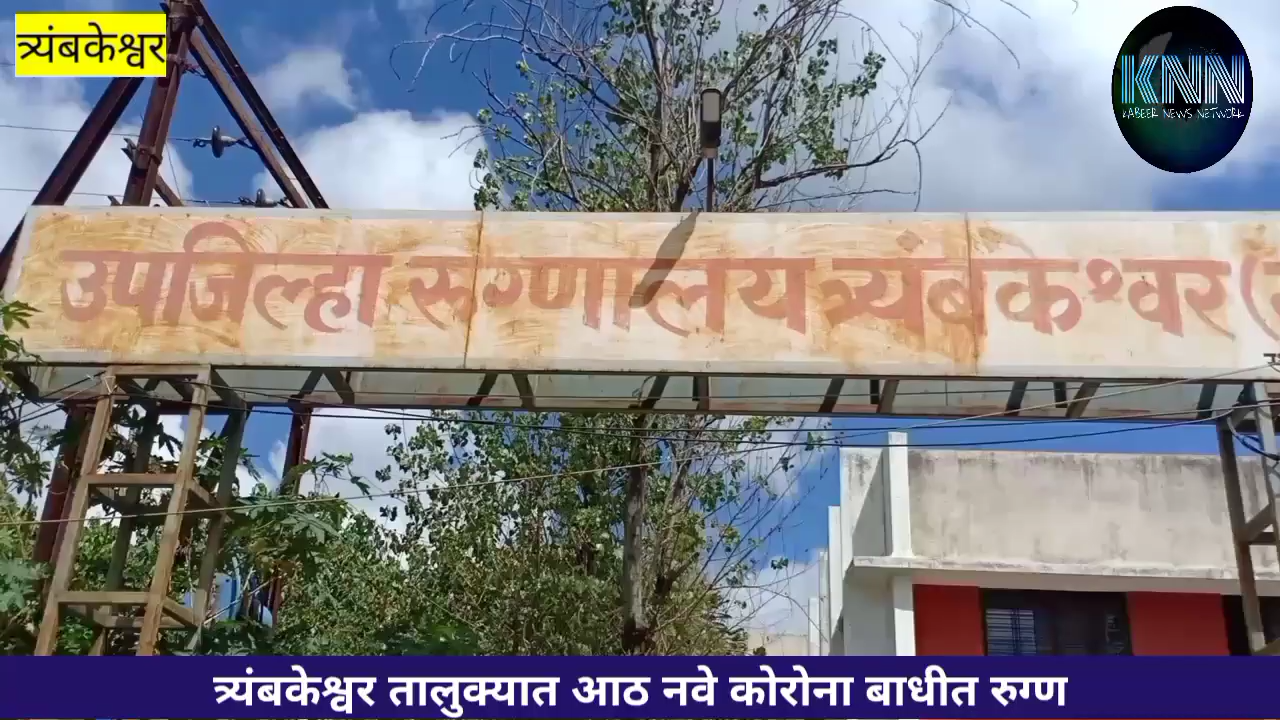 त्र्यंबकेश्वर
KNN
KABEER NEWS NETWORK
उपजिल्हा रुग्णालय त्र्यंबकेश्वर
त्र्यंबकेश्वर तालुक्यात आठ नवे कोरोना बाधीत रुग्ण